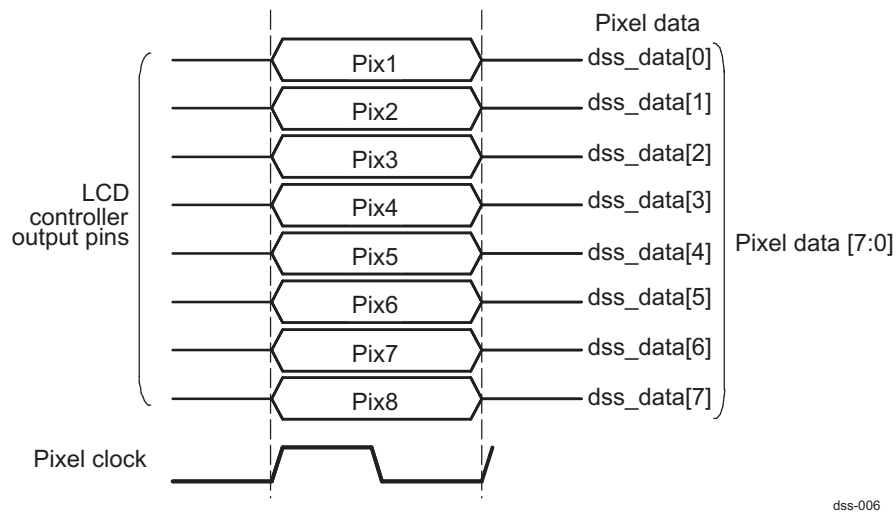 Pixel data
Pix1 dss_data[0]
Pix2 dss_data[1]
Pix3 dss_data[2]
LCD
controller
output pins
Pix4 dss_data[3]
Pix5 dss_data[4]
Pixel data [7:0]
Pix6 dss_data[5]
Pix7 dss_data[6]
Pix8 dss_data[7]
Pixel clock
dss-006